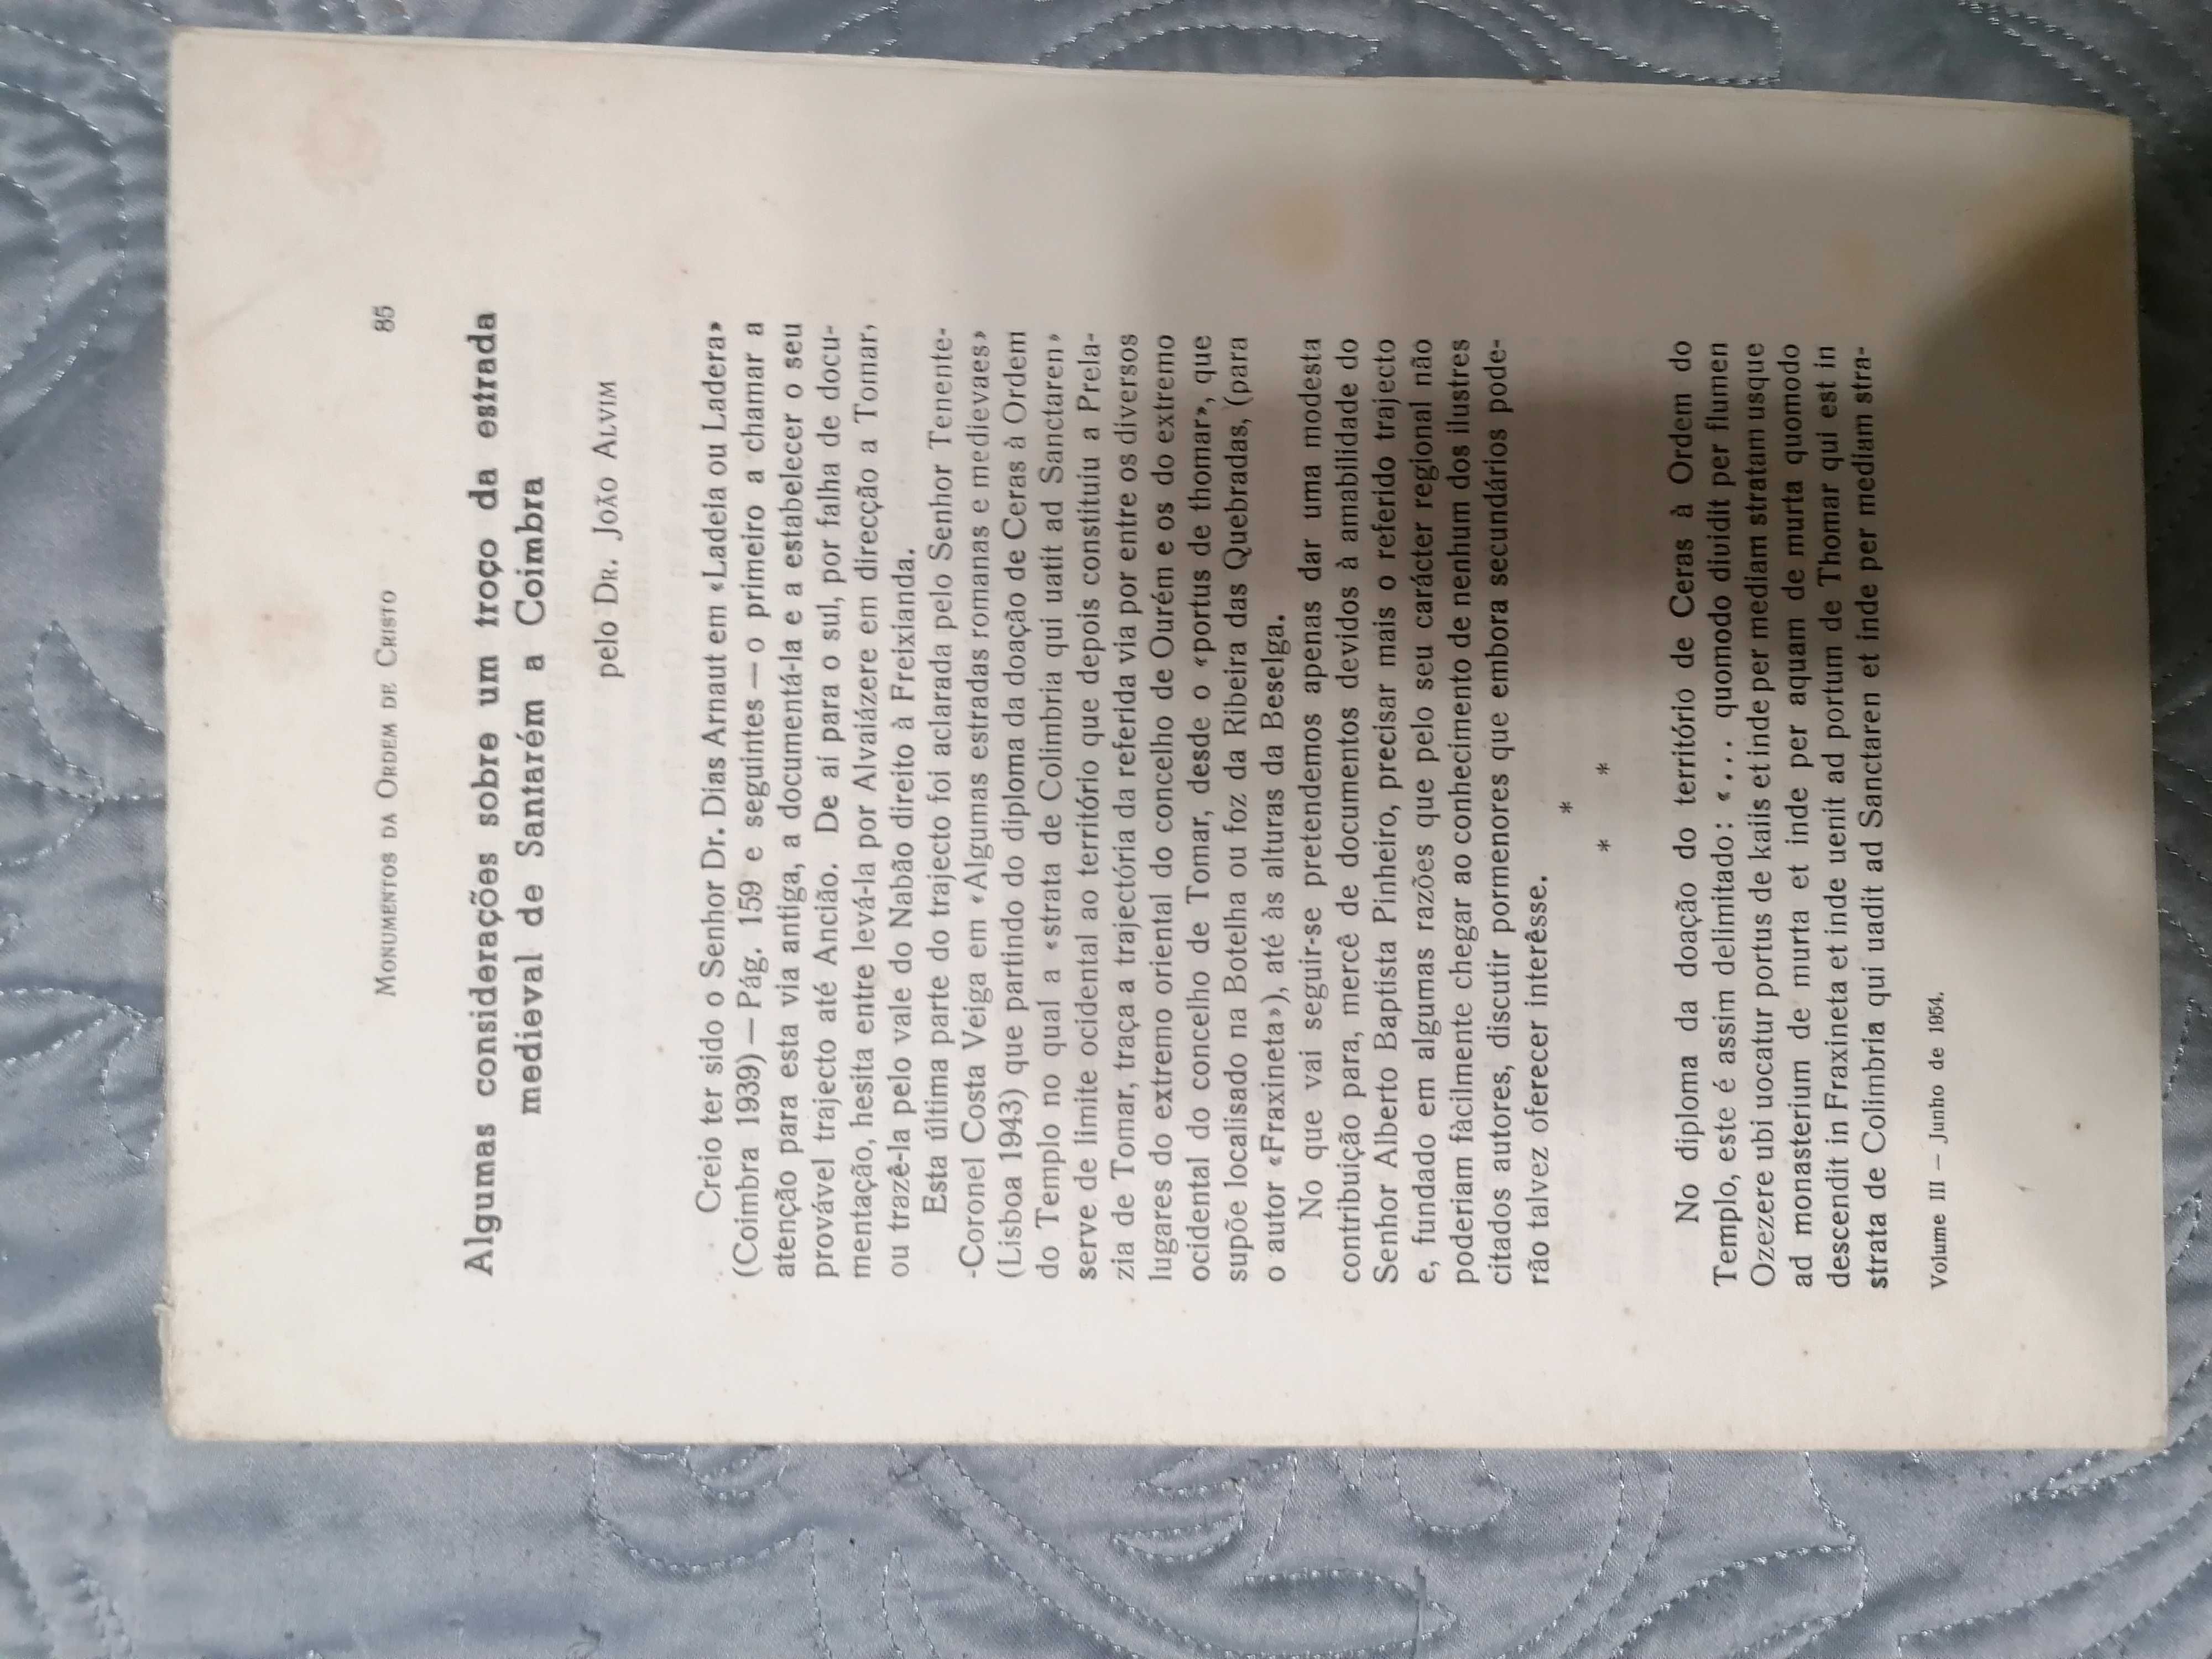 MONUMENTOS DA ORDEM DE CRISTO 85
Algumas considerações sobre um troço da estrada
medieval de Santarém a Coimbra
pelo DR. JOÃO ALVIM
Creio ter sido o Senhor Dr. Dias Arnaut em «Ladeia ou Ladera»
(Coimbra 1939) — Pág. 159 e seguintes — o primeiro a chamar a
atenção para esta via antiga, a documentá-la e a estabelecer o seu
provável trajecto até Ancião. De aí para o sul, por falha de docu-
mentação, hesita entre levá-la por Alvaiázere em direcção a Tomar,
ou trazê-la pelo vale do Nabão direito à Freixianda.
Esta última parte do trajecto foi aclarada pelo Senhor Tenente-
-Coronel Costa Veiga em «Algumas estradas romanas e medievaes»
(Lisboa 1943) que partindo do diploma da doação de Ceras à Ordem
do Templo no qual a «strata de Colimbria qui uatit ad Sanctaren»
serve de limite ocidental ao território que depois constituiu a Prela-
zia de Tomar, traça a trajectória da referida via por entre os diversos
lugares do extremo oriental do concelho de Ourém e os do extremo
ocidental do concelho de Tomar, desde o «portus de thomar», que
supõe localisado na Botelha ou foz da Ribeira das Quebradas, (para
o autor «Fraxineta»), até às alturas da Beselga.
No que vai seguir-se pretendemos apenas dar uma modesta
contribuição para, mercê de documentos devidos à amabilidade do
Senhor Alberto Baptista Pinheiro, precisar mais o referido trajecto
e, fundado em algumas razões que pelo seu carácter regional não
poderiam fàcilmente chegar ao conhecimento de nenhum dos ilustres
citados autores, discutir pormenores que embora secundários pode-
rão talvez oferecer interêsse.
*
* *
No diploma da doação do território de Ceras à Ordem do
Templo, este é assim delimitado: «... quomodo diuidit per flumen
Ozezere ubi uocatur portus de kaiis et inde per mediam stratam usque
ad monasterium de murta et inde per aquam de murta quomodo
descendit in Fraxineta et inde uenit ad portum de Thomar qui est in
strata de Colimbria qui uadit ad Sanctaren et inde per mediam stra-
Volume III — Junho de 1954.